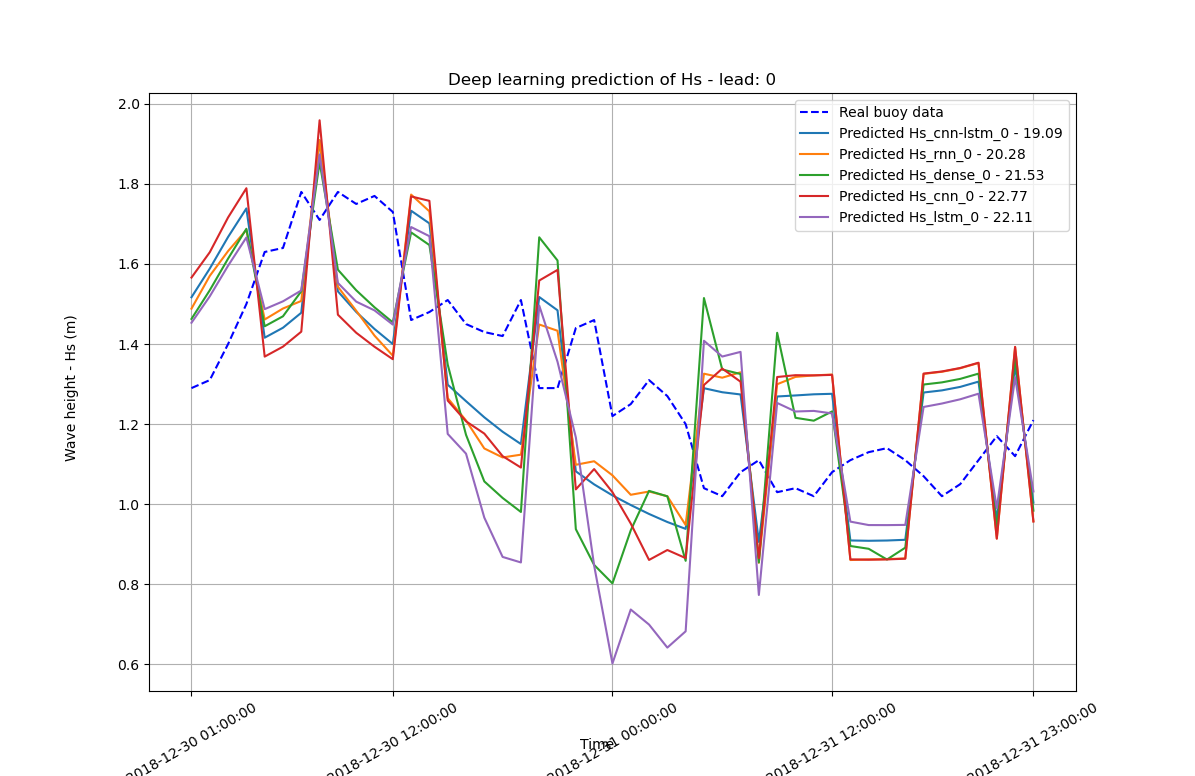 Deep learning prediction of Hs - lead: 0
Real buoy data
Predicted Hs_cnn-lstm_0 - 19.09
Predicted Hs_rnn_0 - 20.28
Predicted Hs_dense_0 - 21.53
Predicted Hs_cnn_0 - 22.77
Predicted Hs_lstm_0 - 22.11
Wave height - Hs (m)
2.0
1.8
1.6
1.4
1.2
1.0
0.8
0.6
2018-12-30 01:00:00
2018-12-30 12:00:00
2018-12-31 00:00:00
2018-12-31 12:00:00
2018-12-31 23:00:00
Time